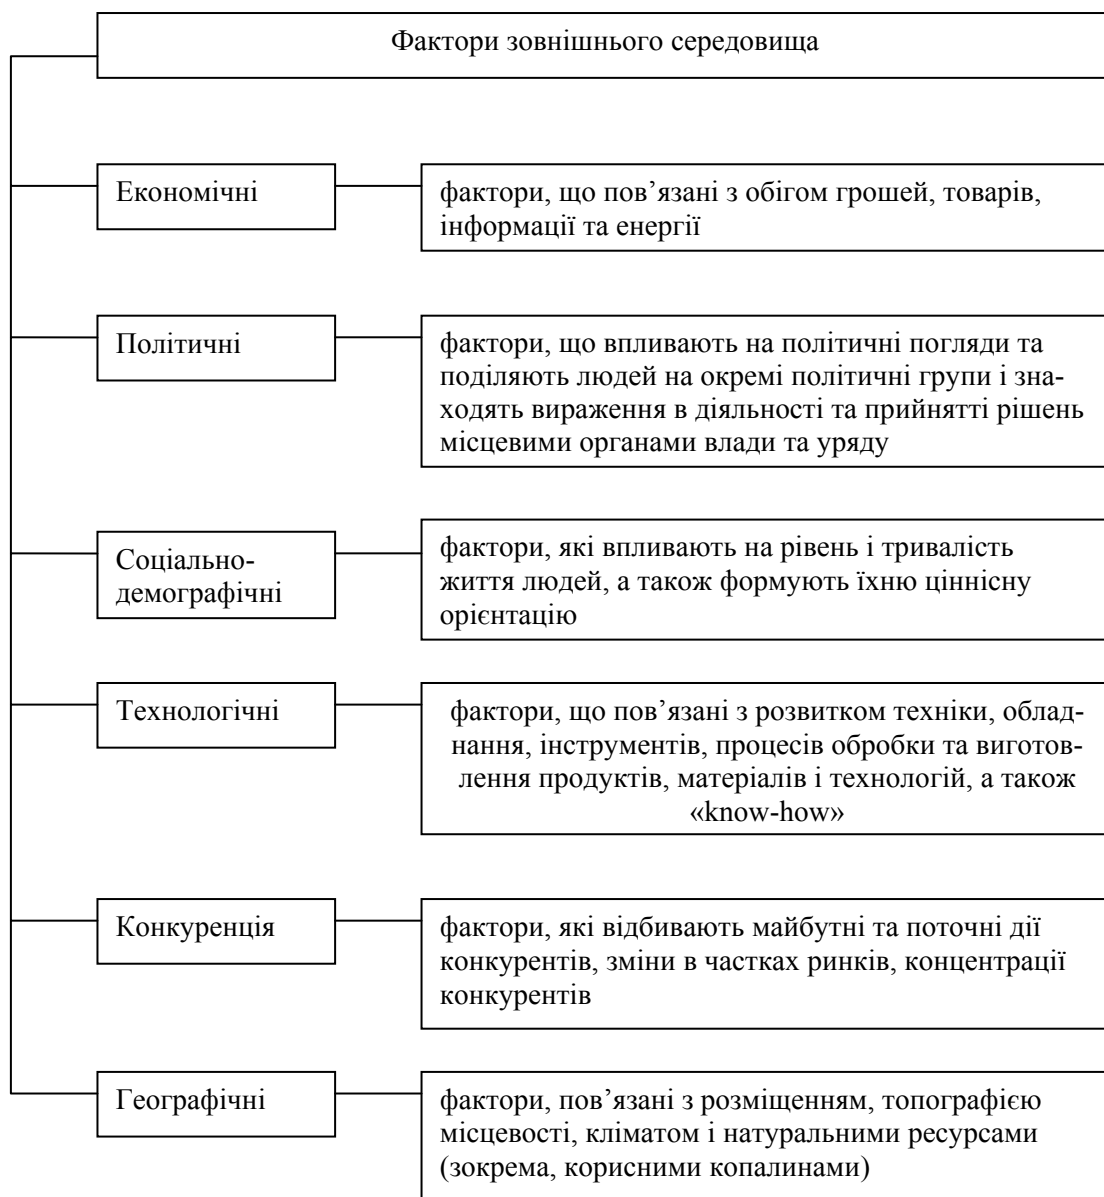 Фактори зовнішнього середовища
Економічні
фактори, що пов’язані з обігом грошей, товарів,
інформації та енергії
Політичні
фактори, що впливають на політичні погляди та
поділяють людей на окремі політичні групи і зна-
ходять вираження в діяльності та прийнятті рішень
місцевими органами влади та уряду
Соціально-
демографічні
фактори, які впливають на рівень і тривалість
життя людей, а також формують їхню ціннісну
орієнтацію
Технологічні
фактори, що пов’язані з розвитком техніки, облад-
нання, інструментів, процесів обробки та виготов-
лення продуктів, матеріалів і технологій, а також
«know-how»
Конкуренція
фактори, які відбивають майбутні та поточні дії
конкурентів, зміни в частках ринків, концентрації
конкурентів
Географічні
фактори, пов’язані з розміщенням, топографією
місцевості, кліматом і натуральними ресурсами
(зокрема, корисними копалинами)